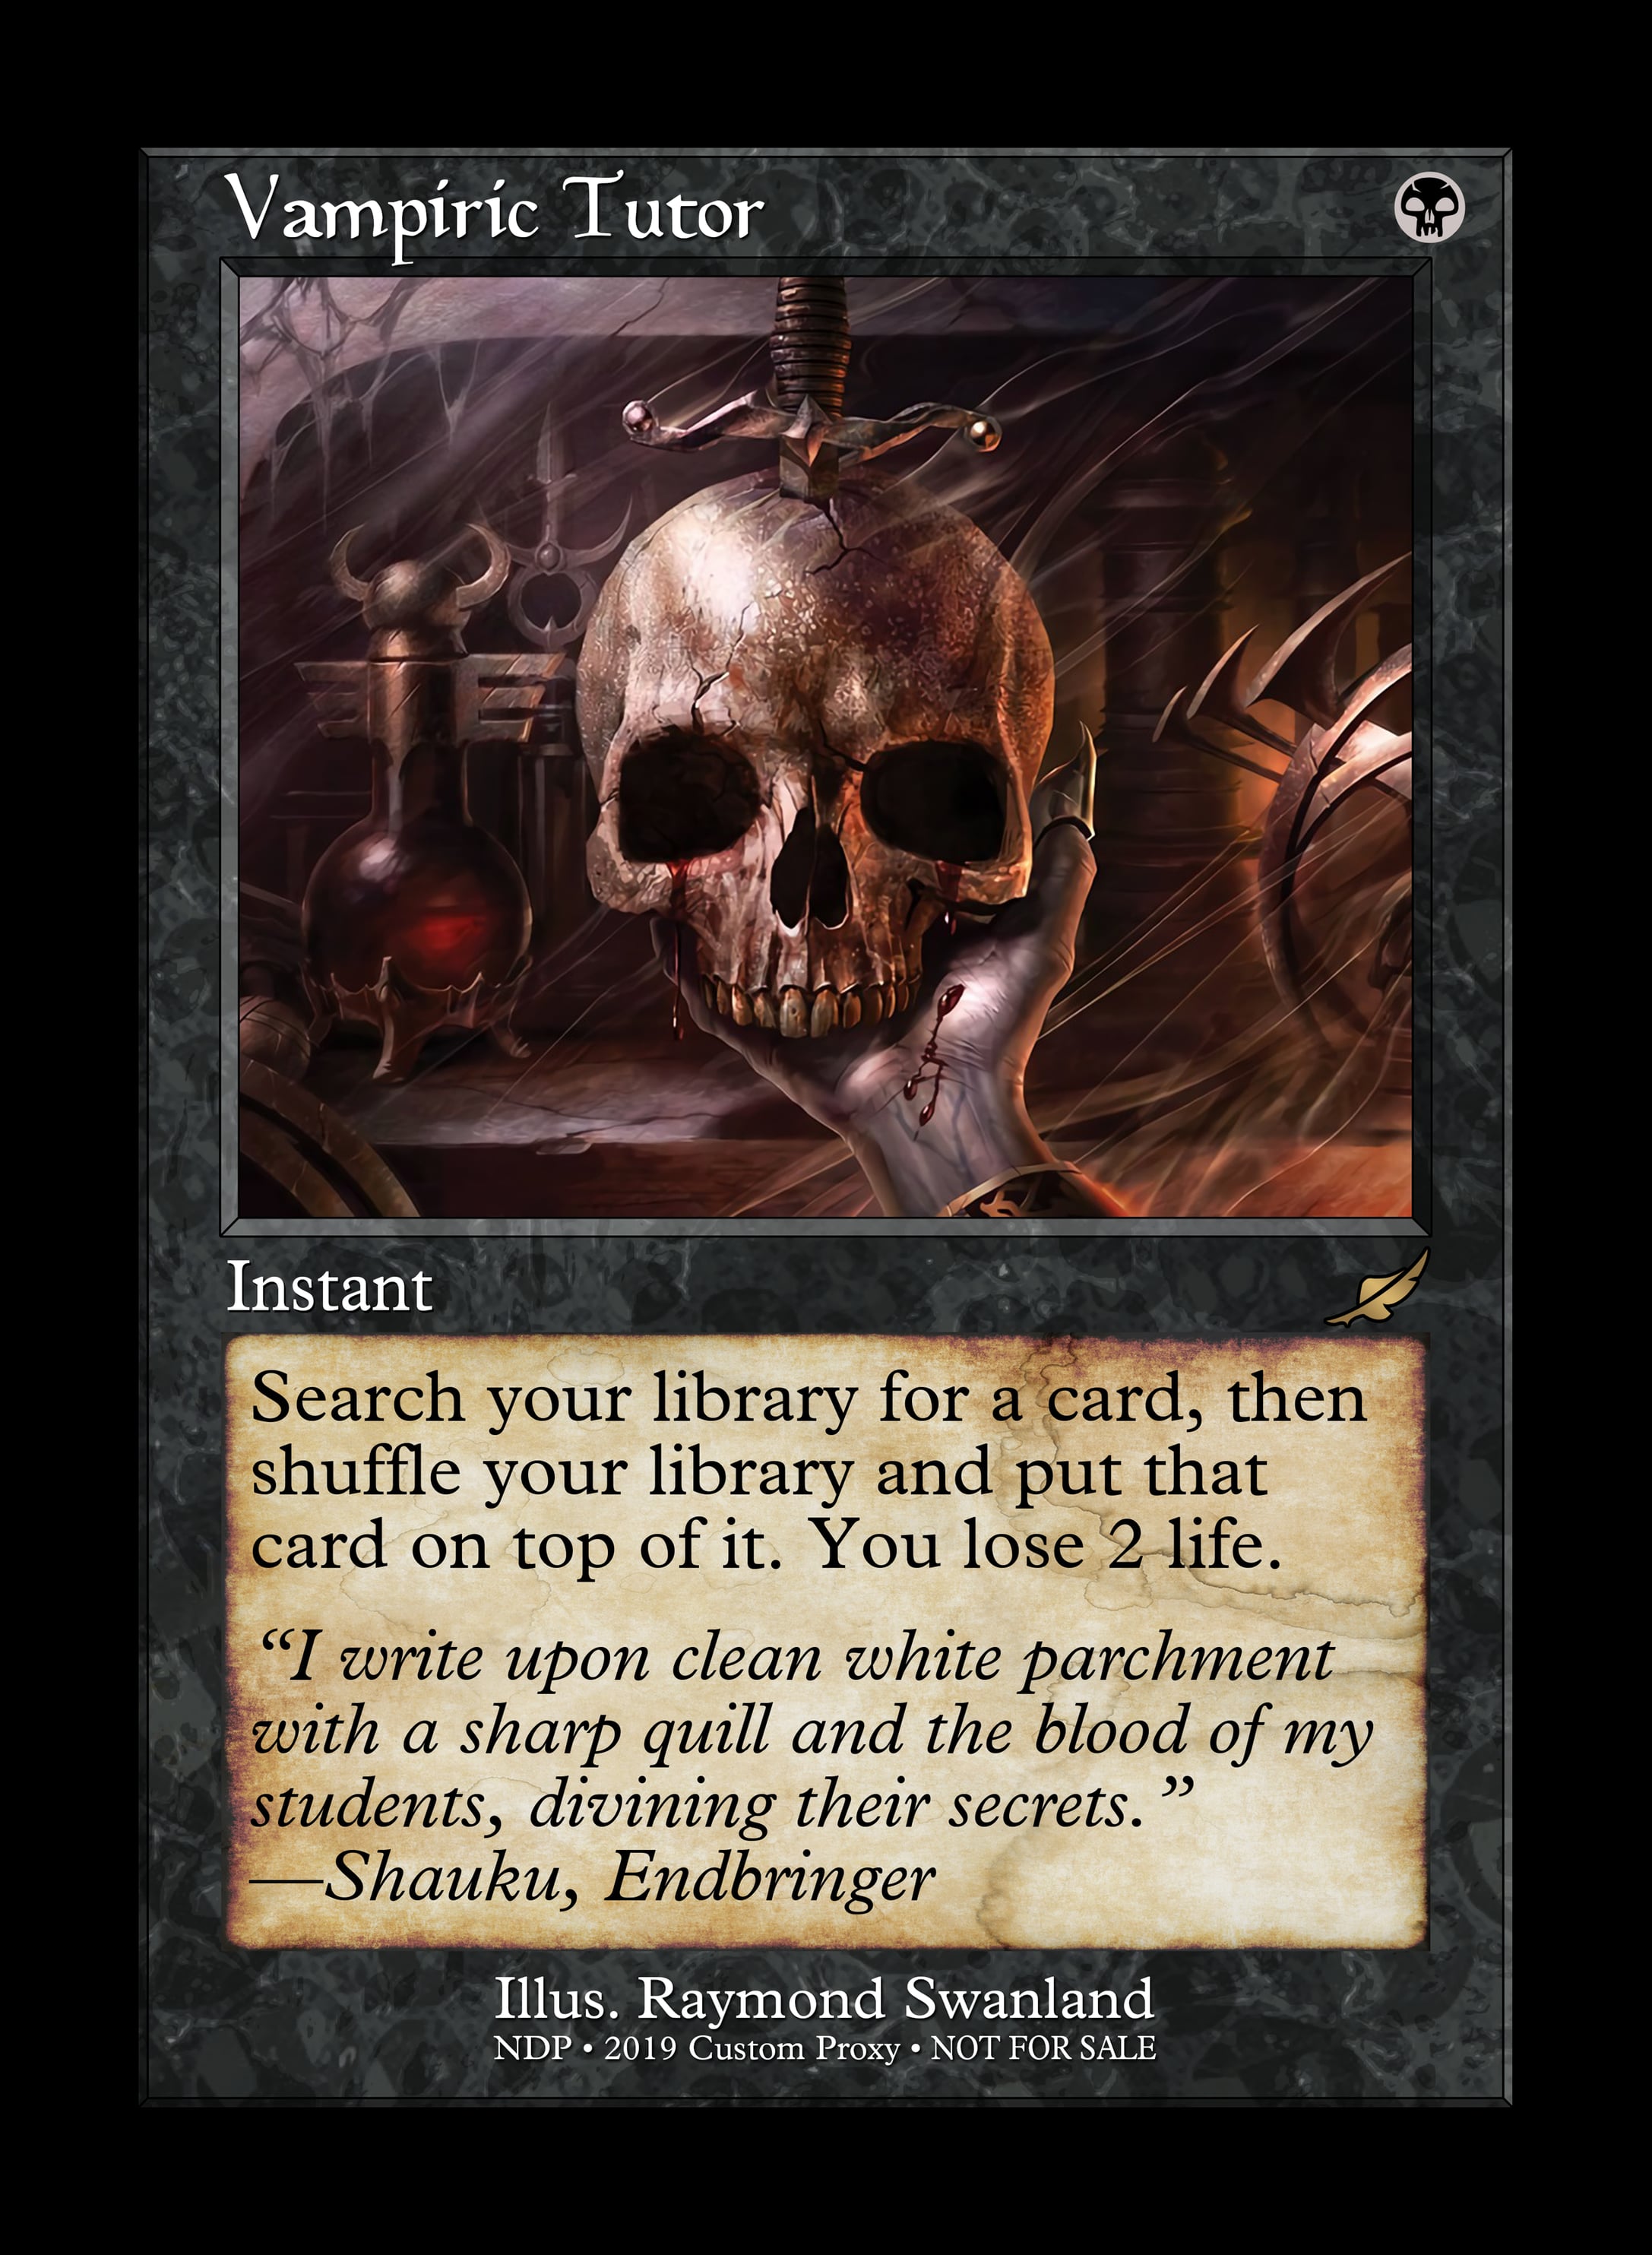 Vampiric Tutor
Instant
Search your library for a card, then
shuffle your library and put that
card on top of it. You lose 2 life.
“I write upon clean white parchment
with a sharp quill and the blood of my
students, divining their secrets.”
—Shauku, Endbringer
Illus. Raymond Swanland
NDP • 2019 Custom Proxy • NOT FOR SALE